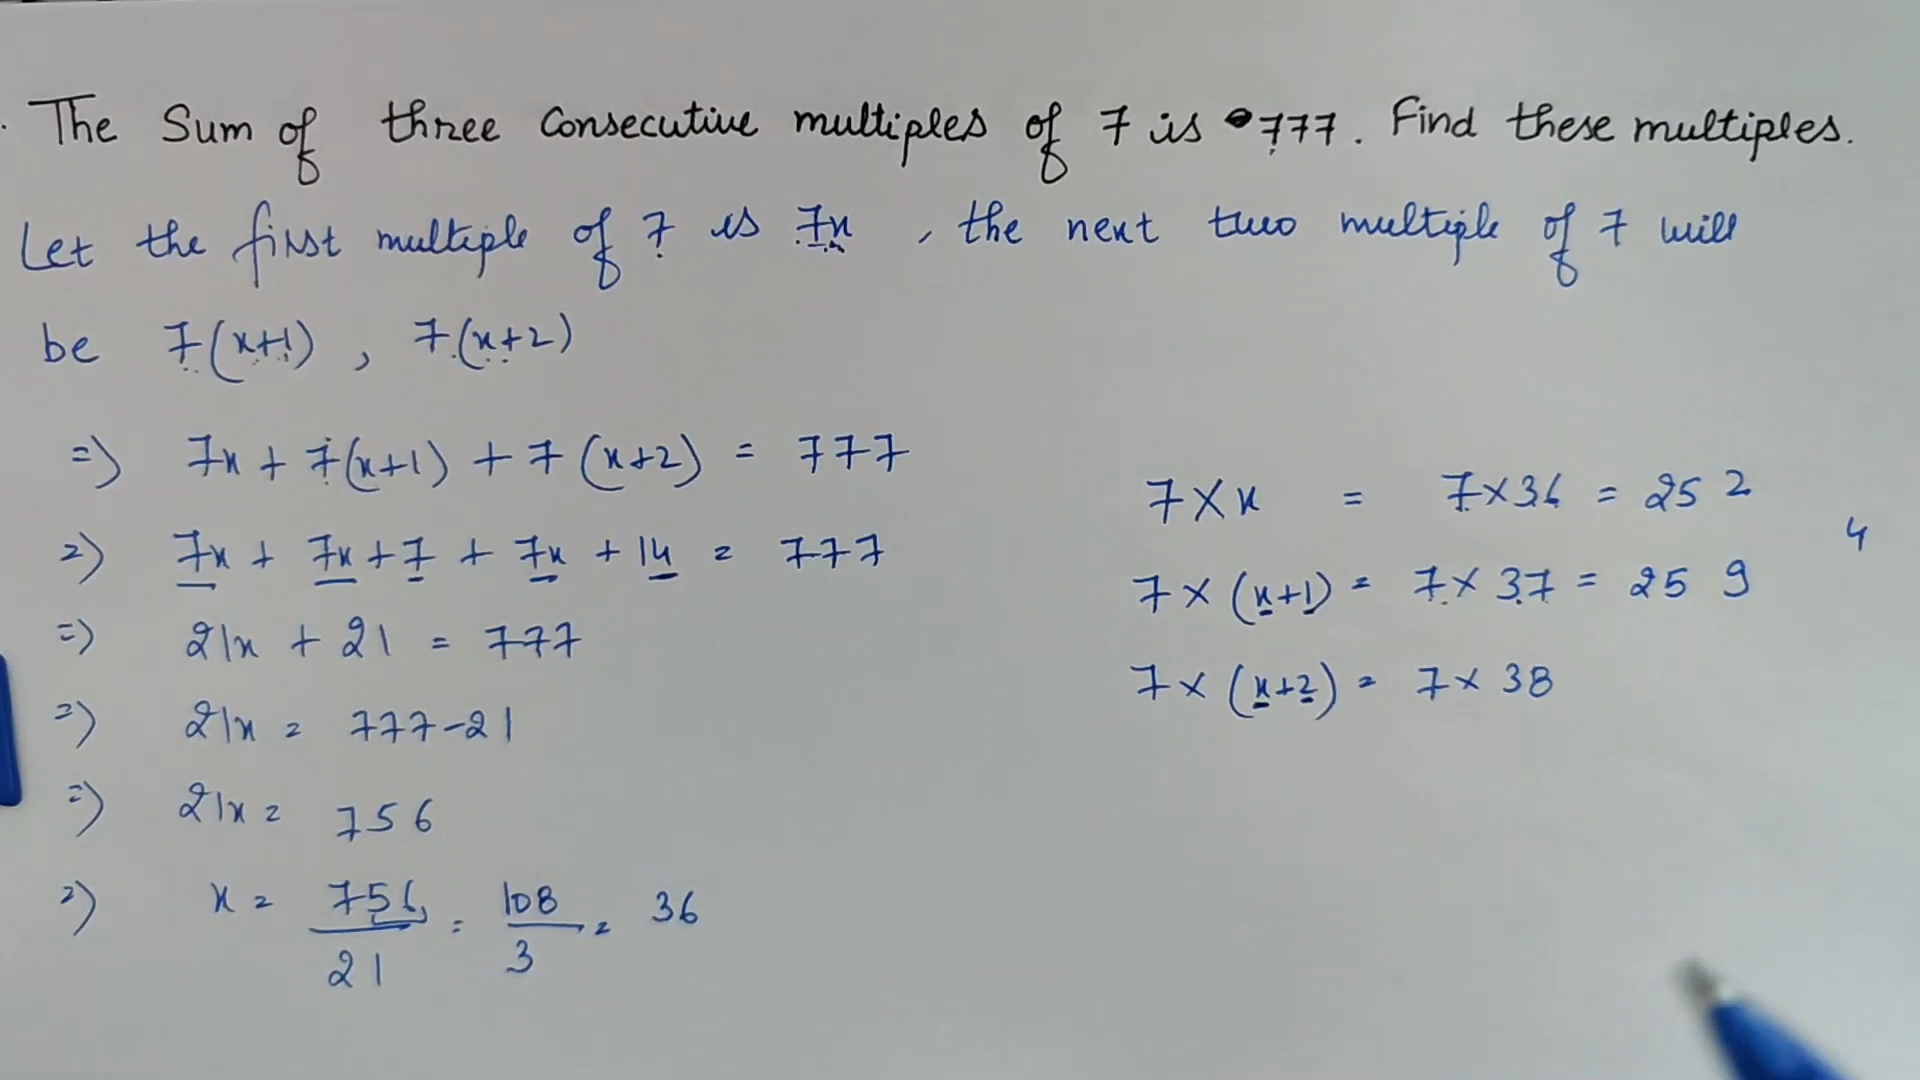 The Sum of three consecutive multiples of 7 is 777. Find these multiples.
Let the first multiple of 7 is 7x, the next two multiple of 7 will
be 7(x+1), 7(x+2)
=> 7x + 7(x+1) + 7(x+2) = 777
=> 7x + 7x + 7 + 7x + 14 = 777
=> 21x + 21 = 777
=> 21x = 777-21
=> 21x = 756
=> x = 756/21 = 108/3 = 36
7 × x = 7×36 = 252
4
7 × (x+1) = 7 × 37 = 259
7 × (x+2) = 7 × 38